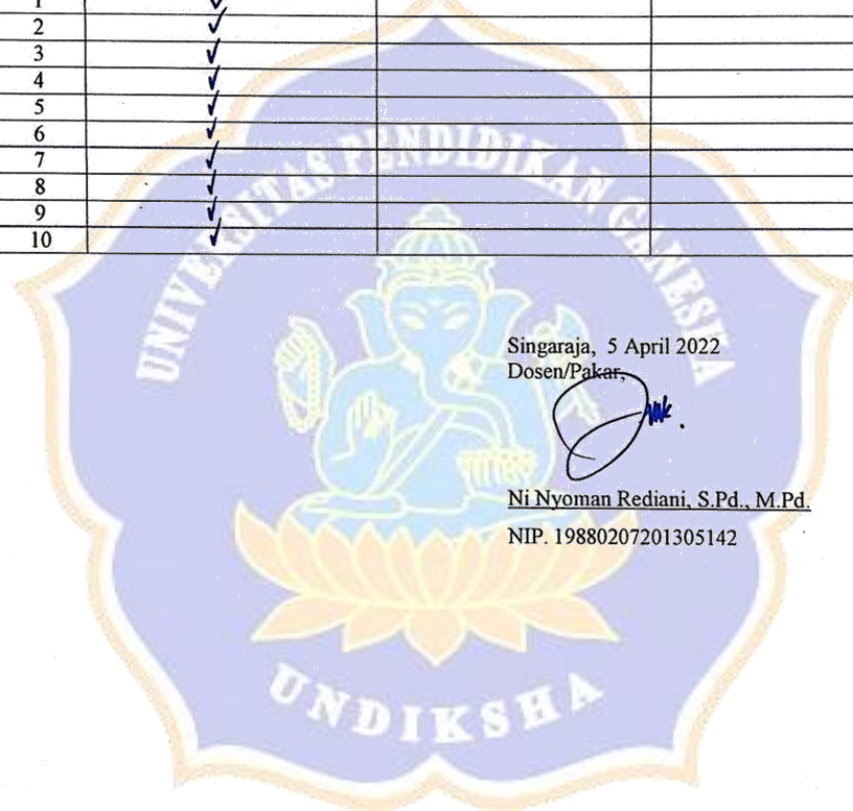 1 ✓
2 ✓
3 ✓
4 ✓
5 ✓
6 ✓
7 ✓
8 ✓
9 ✓
10 ✓
UNIVERSITAS PENDIDIKAN GANESHA
Singaraja, 5 April 2022
Dosen/Pakar,
Ni Nyoman Rediani, S.Pd., M.Pd.
NIP. 19880207201305142
UNDIKSHA